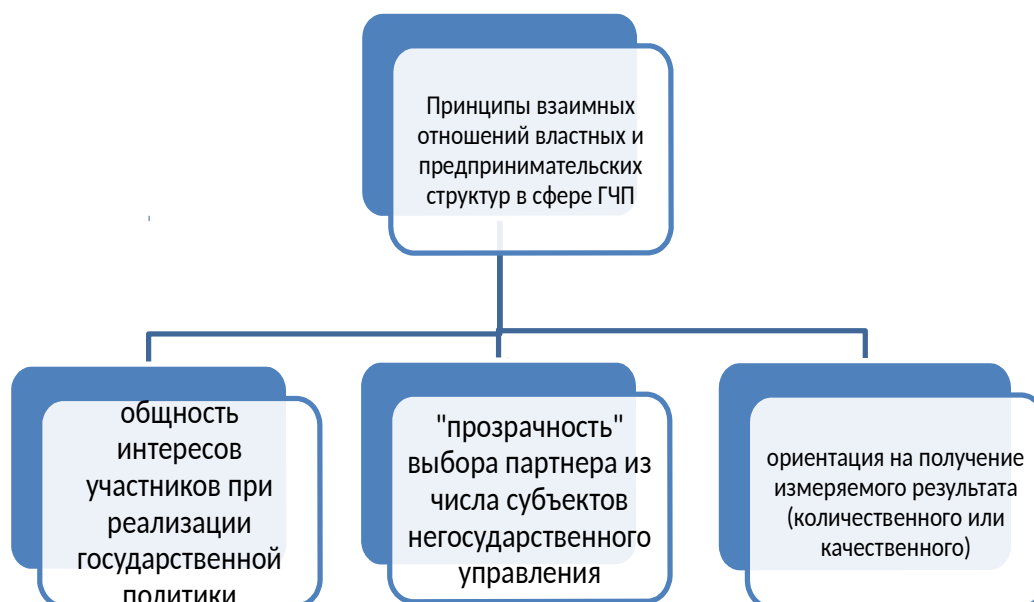 Принципы взаимных
отношений властных и
предпринимательских
структур в сфере ГЧП
общность
интересов
участников при
реализации
государственной
политики
"прозрачность"
выбора партнера из
числа субъектов
негосударственного
управления
ориентация на получение
измеряемого результата
(количественного или
качественного)